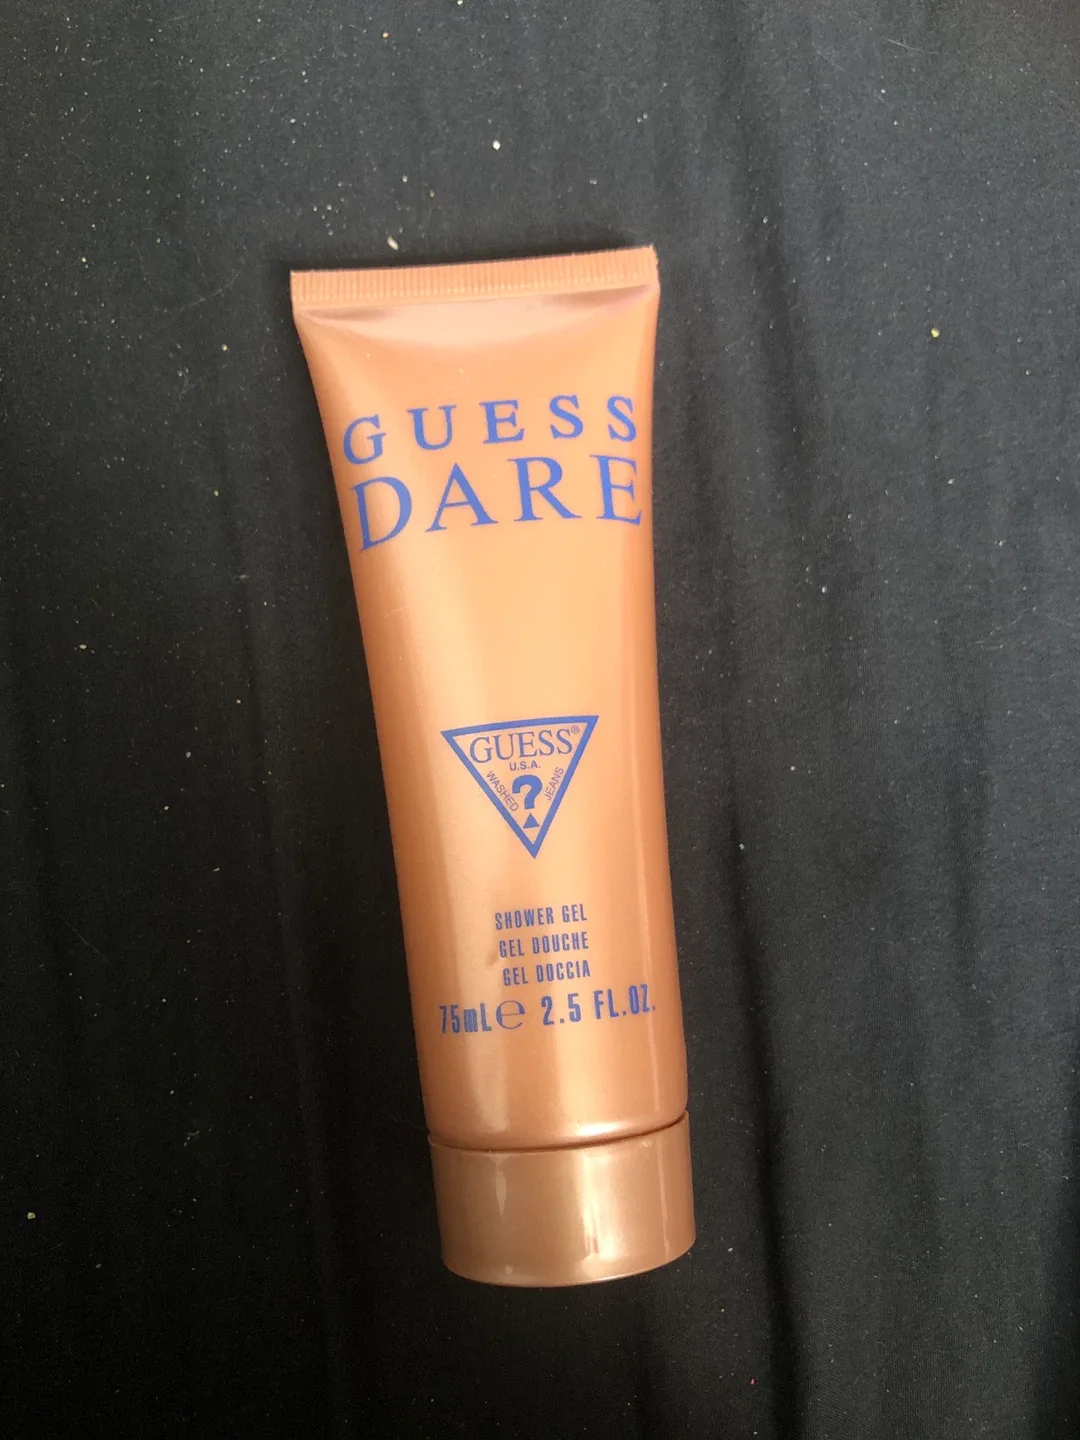 GUESS
DARE
GUESS®
U.S.A.
WASHED ? JEANS
SHOWER GEL
GEL DOUCHE
GEL DOCCIA
75mL℮ 2.5 FL.OZ.